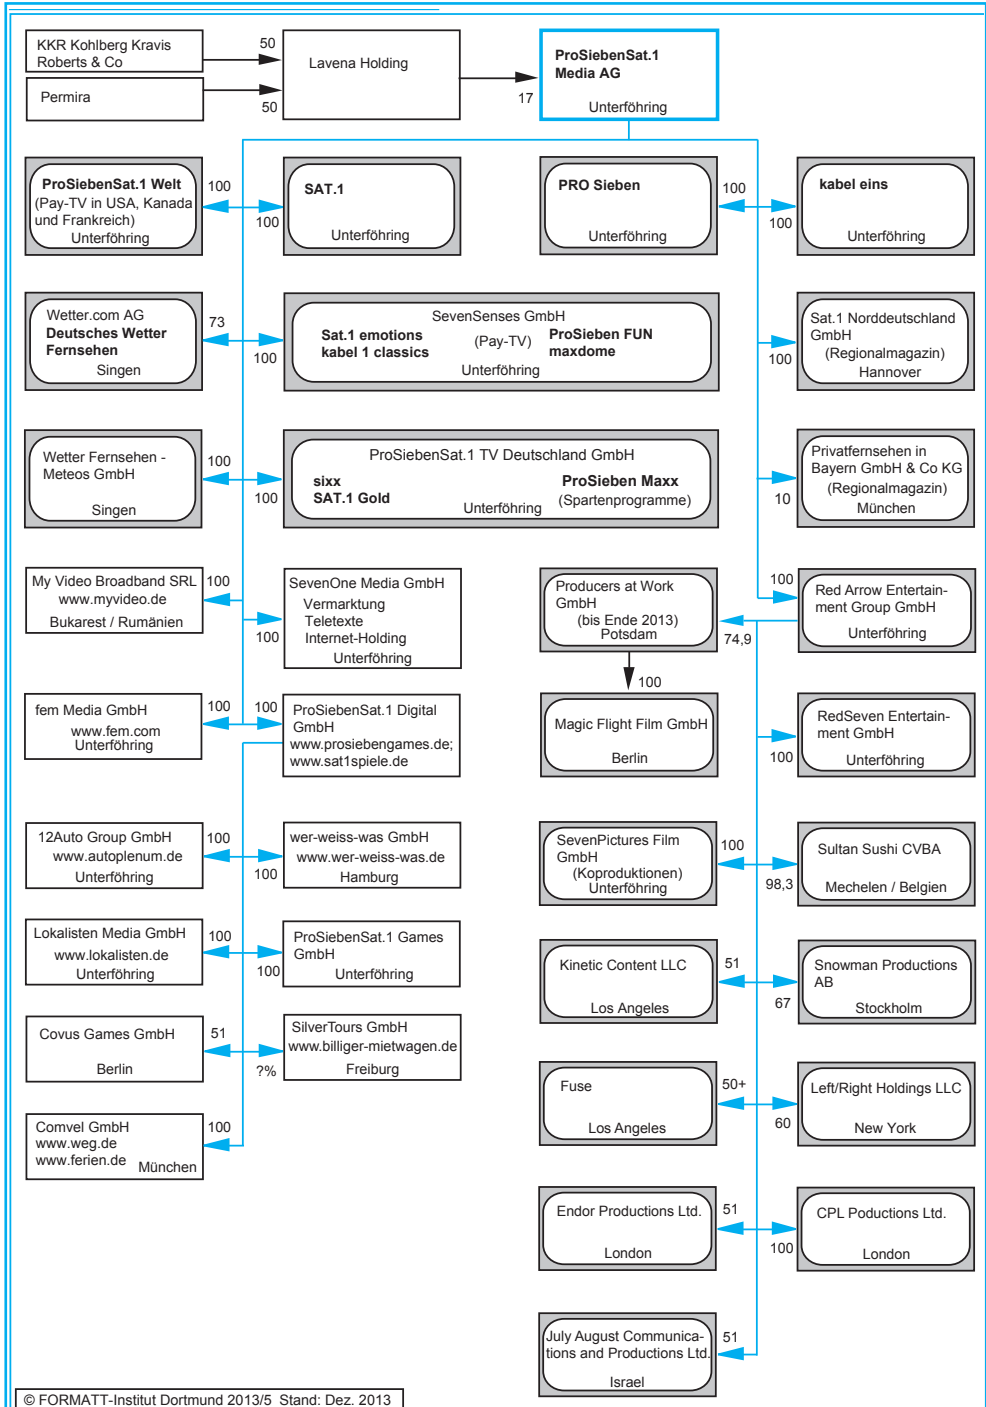 KKR Kohlberg Kravis
Roberts & Co
50
Lavena Holding
ProSiebenSat.1
Media AG
Unterföhring
Permira
50
17
ProSiebenSat.1 Welt
(Pay-TV in USA, Kanada
und Frankreich)
Unterföhring
100
100
SAT.1
Unterföhring
PRO Sieben
Unterföhring
100
100
kabel eins
Unterföhring
Wetter.com AG
Deutsches Wetter
Fernsehen
Singen
73
100
SevenSenses GmbH
Sat.1 emotions
kabel 1 classics
(Pay-TV)
ProSieben FUN
maxdome
Unterföhring
100
Sat.1 Norddeutschland
GmbH
(Regionalmagazin)
Hannover
Wetter Fernsehen -
Meteos GmbH
Singen
100
100
ProSiebenSat.1 TV Deutschland GmbH
sixx
SAT.1 Gold
ProSieben Maxx
(Spartenprogramme)
Unterföhring
10
Privatfernsehen in
Bayern GmbH & Co KG
(Regionalmagazin)
München
My Video Broadband SRL
www.myvideo.de
Bukarest / Rumänien
100
100
SevenOne Media GmbH
Vermarktung
Teletexte
Internet-Holding
Unterföhring
Producers at Work
GmbH
(bis Ende 2013)
Potsdam
74,9
100
Red Arrow Entertain-
ment Group GmbH
Unterföhring
100
fem Media GmbH
www.fem.com
Unterföhring
100
100
ProSiebenSat.1 Digital
GmbH
www.prosiebengames.de;
www.sat1spiele.de
Magic Flight Film GmbH
Berlin
100
RedSeven Entertain-
ment GmbH
Unterföhring
12Auto Group GmbH
www.autoplenum.de
Unterföhring
100
100
wer-weiss-was GmbH
www.wer-weiss-was.de
Hamburg
SevenPictures Film
GmbH
(Koproduktionen)
Unterföhring
100
98,3
Sultan Sushi CVBA
Mechelen / Belgien
Lokalisten Media GmbH
www.lokalisten.de
Unterföhring
100
100
ProSiebenSat.1 Games
GmbH
Unterföhring
Kinetic Content LLC
Los Angeles
51
67
Snowman Productions
AB
Stockholm
Covus Games GmbH
Berlin
51
?%
SilverTours GmbH
www.billiger-mietwagen.de
Freiburg
Fuse
Los Angeles
50+
60
Left/Right Holdings LLC
New York
Comvel GmbH
www.weg.de
www.ferien.de
München
100
Endor Productions Ltd.
London
51
100
CPL Poductions Ltd.
London
July August Communica-
tions and Productions Ltd.
Israel
51
© FORMATT-Institut Dortmund 2013/5 Stand: Dez. 2013